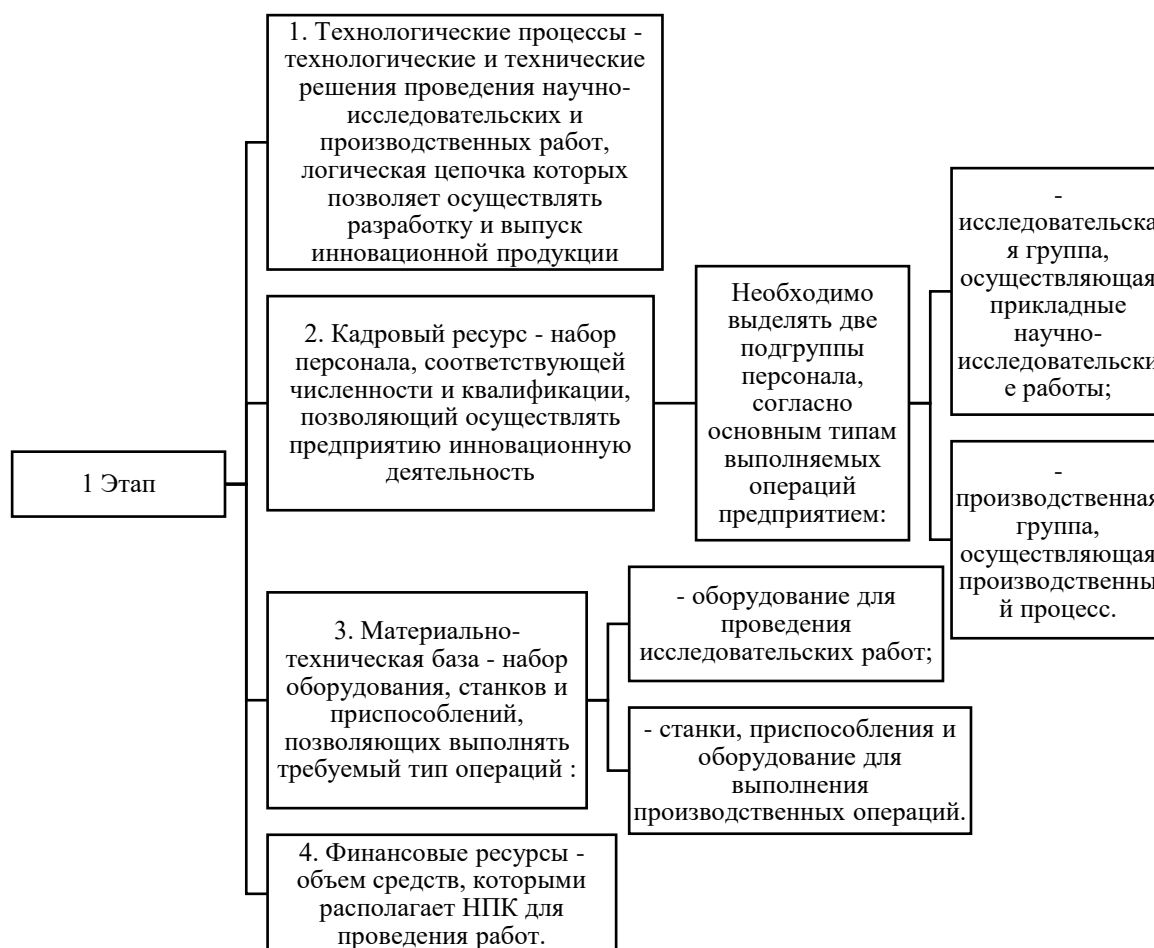 1 Этап
1. Технологические процессы -
технологические и технические
решения проведения научно-
исследовательских и
производственных работ,
логическая цепочка которых
позволяет осуществлять
разработку и выпуск
инновационной продукции
2. Кадровый ресурс - набор
персонала, соответствующей
численности и квалификации,
позволяющий осуществлять
предприятию инновационную
деятельность
Необходимо
выделять две
подгруппы
персонала,
согласно
основным типам
выполняемых
операций
предприятием:
-
исследовательска
я группа,
осуществляющая
прикладные
научно-
исследовательски
е работы;
-
производственная
группа,
осуществляющая
производственны
й процесс.
3. Материально-
техническая база - набор
оборудования, станков и
приспособлений,
позволяющих выполнять
требуемый тип операций :
- оборудование для
проведения
исследовательских работ;
- станки, приспособления и
оборудование для
выполнения
производственных операций.
4. Финансовые ресурсы -
объем средств, которыми
располагает НПК для
проведения работ.